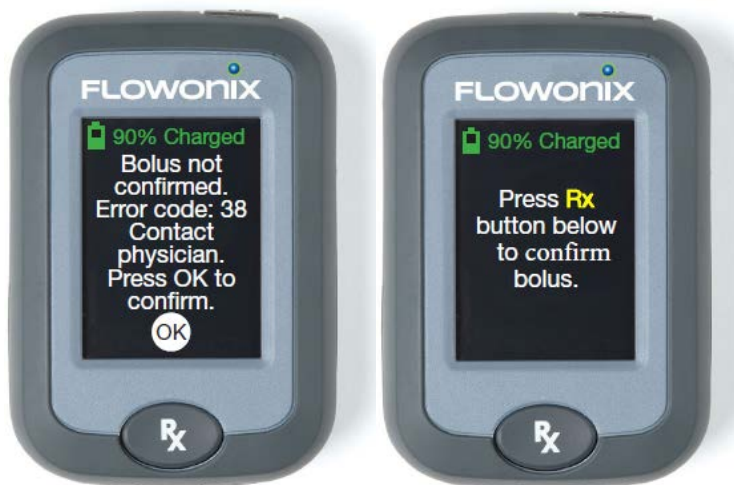 FLOWONIX
90% Charged
Bolus not
confirmed.
Error code: 38
Contact
physician.
Press OK to
confirm.
OK
Rx
FLOWONIX
90% Charged
Press Rx
button below
to confirm
bolus.
Rx